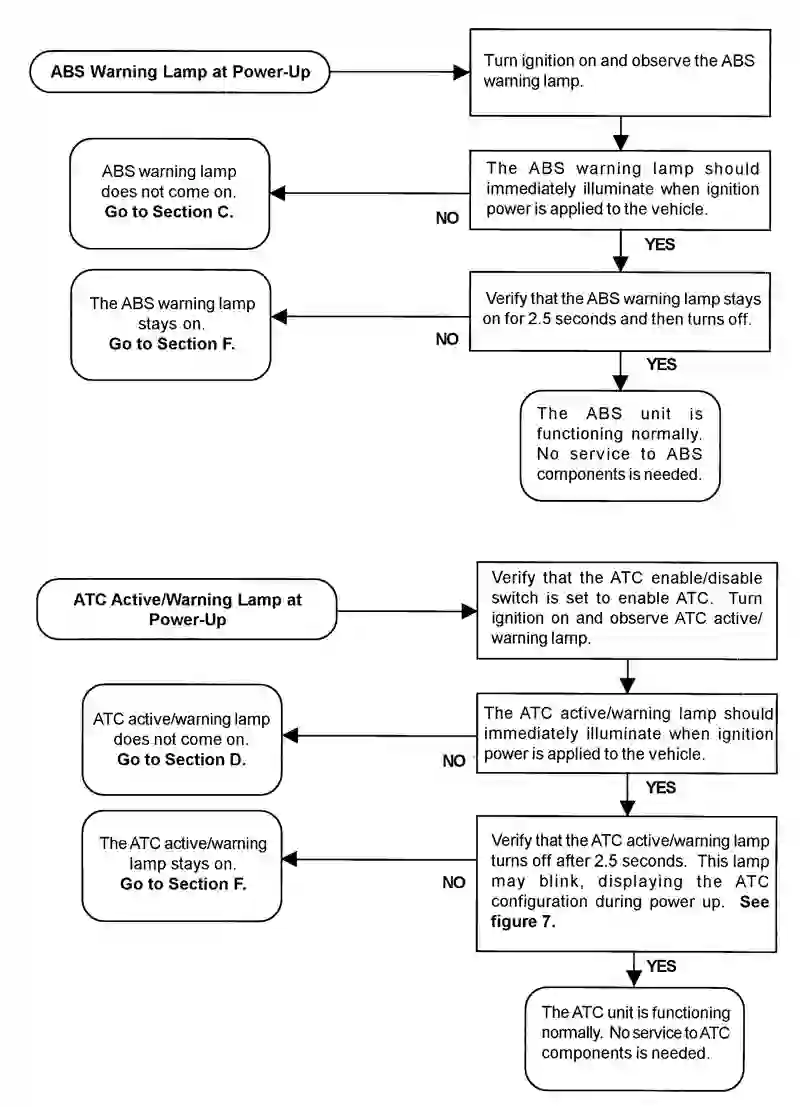 ABS Warning Lamp at Power-Up
Turn ignition on and observe the ABS
warning lamp.
ABS warning lamp
does not come on.
Go to Section C.
NO
The ABS warning lamp should
immediately illuminate when ignition
power is applied to the vehicle.
YES
The ABS warning lamp
stays on.
Go to Section F.
NO
Verify that the ABS warning lamp stays
on for 2.5 seconds and then turns off.
YES
The ABS unit is
functioning normally.
No service to ABS
components is needed.
ATC Active/Warning Lamp at
Power-Up
Verify that the ATC enable/disable
switch is set to enable ATC. Turn
ignition on and observe ATC active/
warning lamp.
ATC active/warning lamp
does not come on.
Go to Section D.
NO
The ATC active/warning lamp should
immediately illuminate when ignition
power is applied to the vehicle.
YES
The ATC active/warning
lamp stays on.
Go to Section F.
NO
Verify that the ATC active/warning lamp
turns off after 2.5 seconds. This lamp
may blink, displaying the ATC
configuration during power up. See
figure 7.
YES
The ATC unit is functioning
normally. No service to ATC
components is needed.